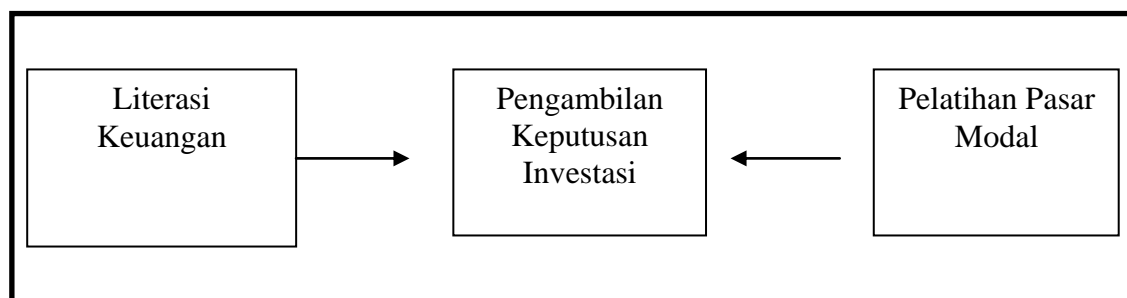 Literasi
Keuangan
Pengambilan
Keputusan
Investasi
Pelatihan Pasar
Modal